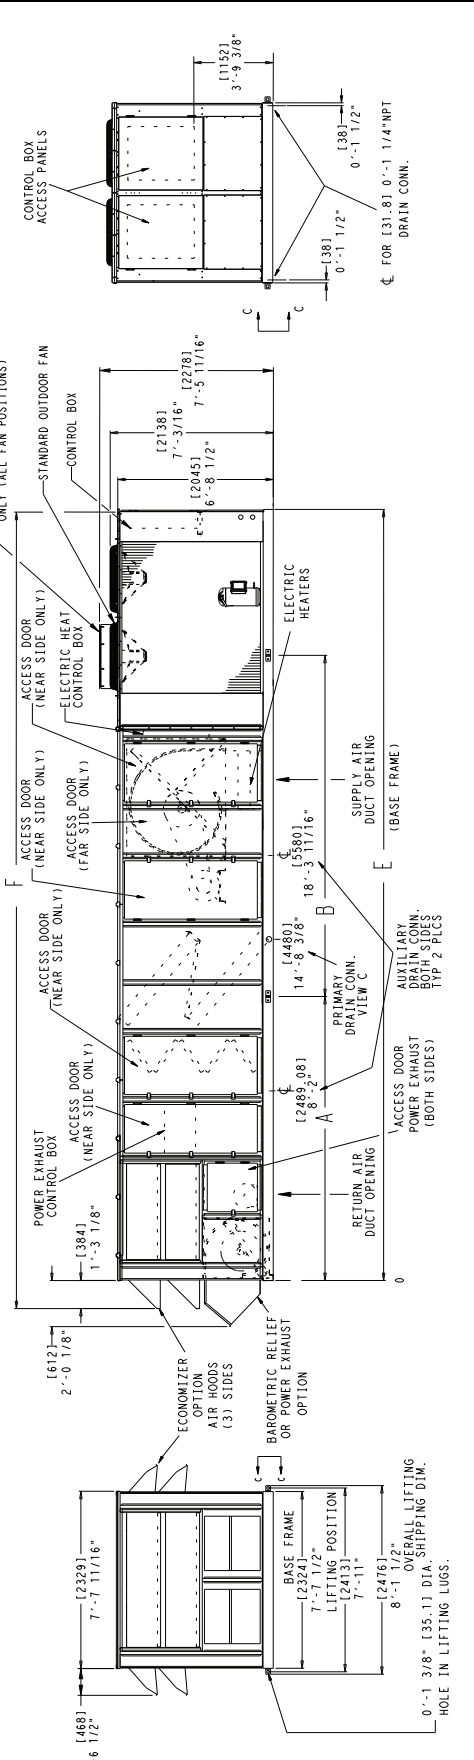 [468]
6 1/2"
[2329]
7'-7 11/16"
BASE FRAME
[2324]
7'-7 1/2"
LIFTING POSITION
[2413]
7'-11"
[2476]
8'-1 1/2"
OVERALL LIFTING
SHIPPING DIM.
0'-1 3/8" [35.1] DIA.
HOLE IN LIFTING LUGS.
C
C
ECONOMIZER
OPTION
AIR HOODS
(3) SIDES
BAROMETRIC RELIEF
OR POWER EXHAUST
OPTION
[612]
2'-0 1/8"
[384]
1'-3 1/8"
F
POWER EXHAUST
CONTROL BOX
ACCESS DOOR
(NEAR SIDE ONLY)
ACCESS DOOR
(NEAR SIDE ONLY)
ACCESS DOOR
(NEAR SIDE ONLY)
ACCESS DOOR
(FAR SIDE ONLY)
ACCESS DOOR
(NEAR SIDE ONLY)
ELECTRIC HEAT
CONTROL BOX
ONLY (ALL FAN POSITIONS)
STANDARD OUTDOOR FAN
CONTROL BOX
[2045]
6'-8 1/2"
[2138]
7'-3/16"
[2278]
7'-5 11/16"
ELECTRIC
HEATERS
SUPPLY AIR
DUCT OPENING
(BASE FRAME)
℄
[5580]
18'-3 11/16"
B
[4480]
14'-8 3/8"
PRIMARY
DRAIN CONN.
VIEW C
℄
[2489.08]
8'-2"
A
AUXILIARY
DRAIN CONN.
BOTH SIDES
TYP 2 PLCS
ACCESS DOOR
POWER EXHAUST
(BOTH SIDES)
RETURN AIR
DUCT OPENING
E
0
CONTROL BOX
ACCESS PANELS
[1152]
3'-9 3/8"
[38]
0'-1 1/2"
[38]
0'-1 1/2"
℄ FOR [31.8] 0'-1 1/4"NPT
DRAIN CONN.
C
C